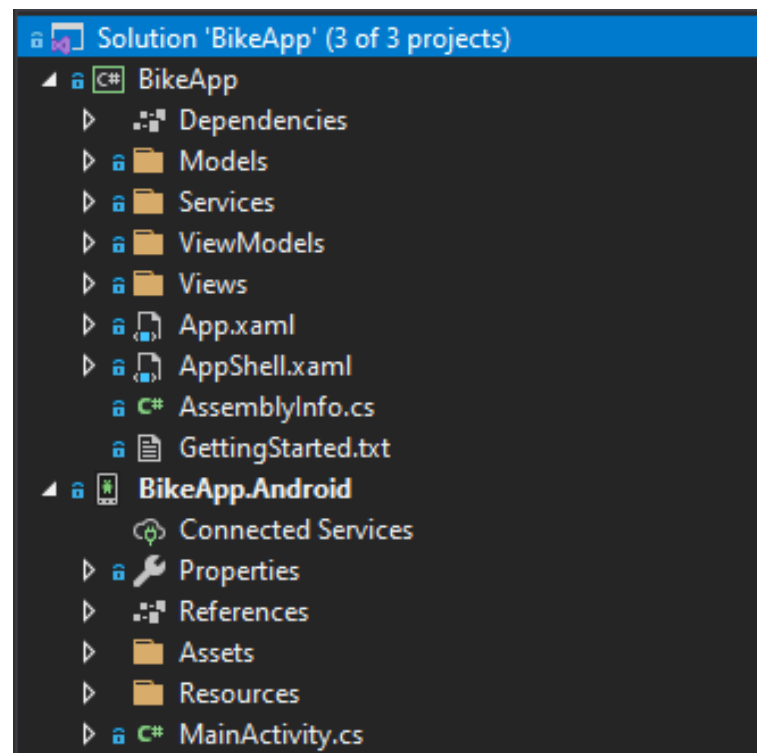 Solution 'BikeApp' (3 of 3 projects)
C# BikeApp
Dependencies
Models
Services
ViewModels
Views
App.xaml
AppShell.xaml
C# AssemblyInfo.cs
GettingStarted.txt
BikeApp.Android
Connected Services
Properties
References
Assets
Resources
C# MainActivity.cs